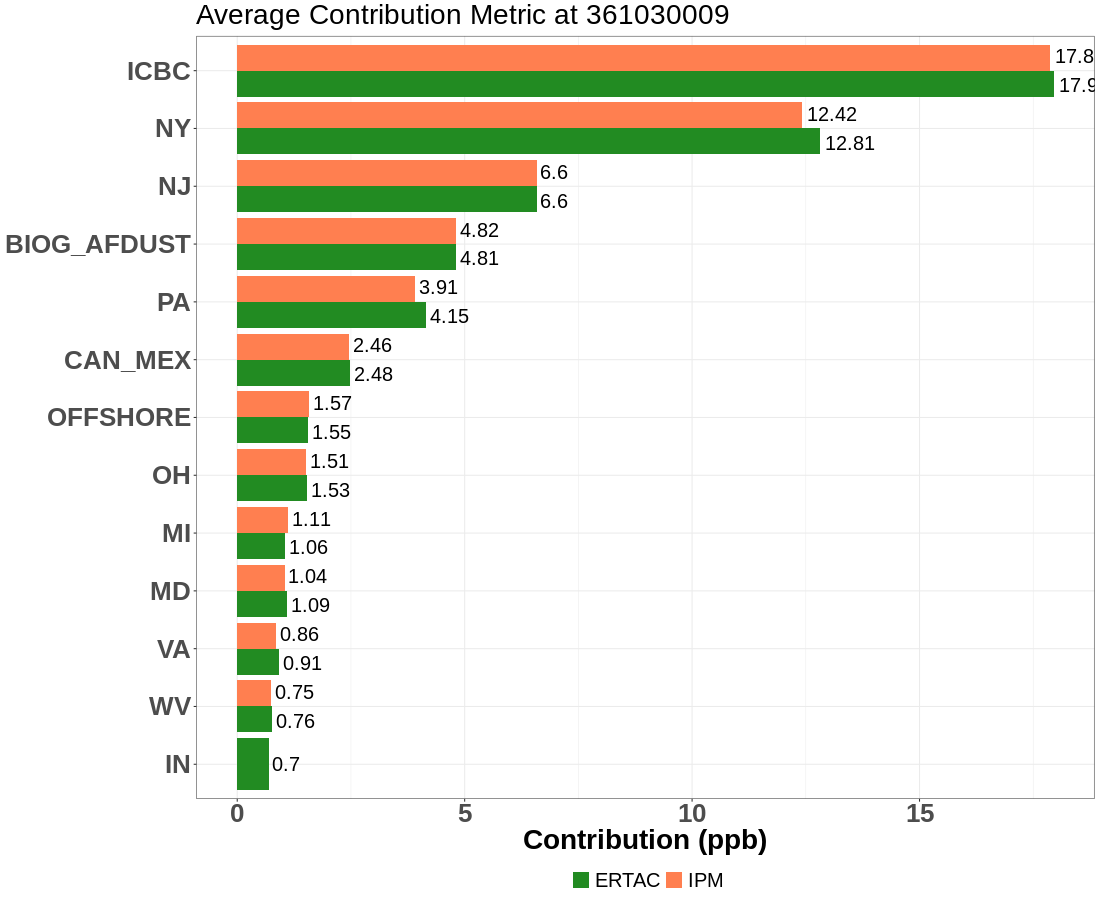 Average Contribution Metric at 361030009
ICBC
17.8
17.9
NY
12.42
12.81
NJ
6.6
6.6
BIOG_AFDUST
4.82
4.81
PA
3.91
4.15
CAN_MEX
2.46
2.48
OFFSHORE
1.57
1.55
OH
1.51
1.53
MI
1.11
1.06
MD
1.04
1.09
VA
0.86
0.91
WV
0.75
0.76
IN
0.7
0 5 10 15
Contribution (ppb)
ERTAC IPM